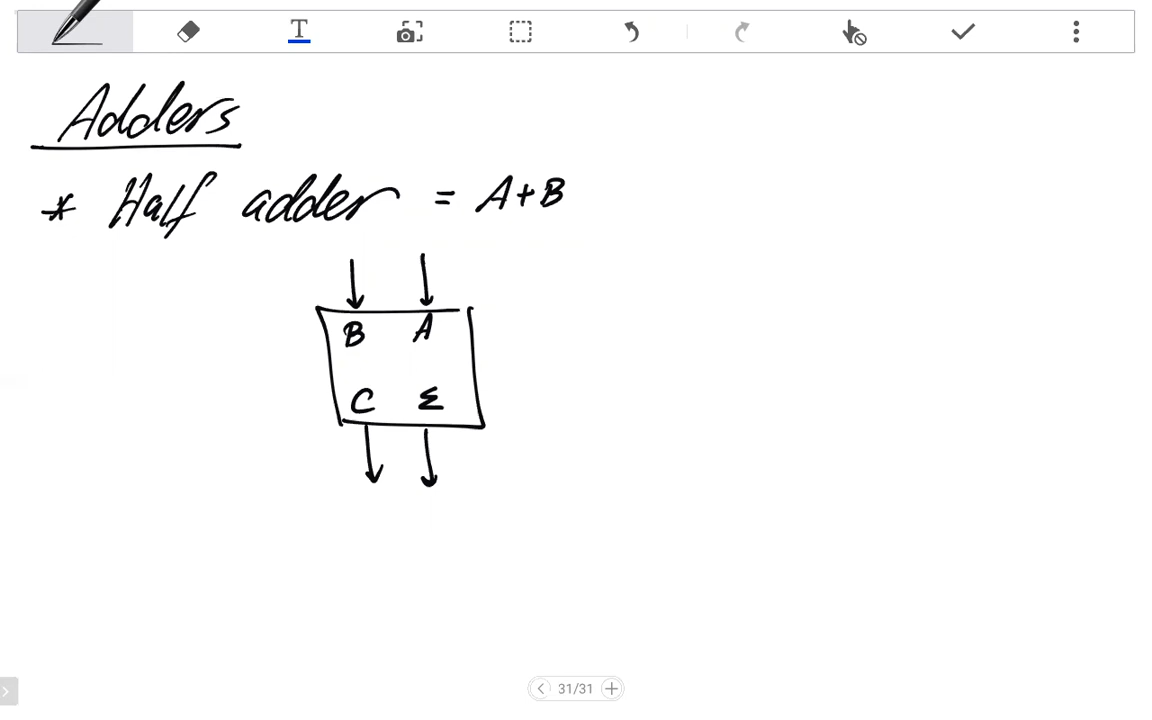 T
Adders
* Half adder = A+B
B A
C Σ
31/31